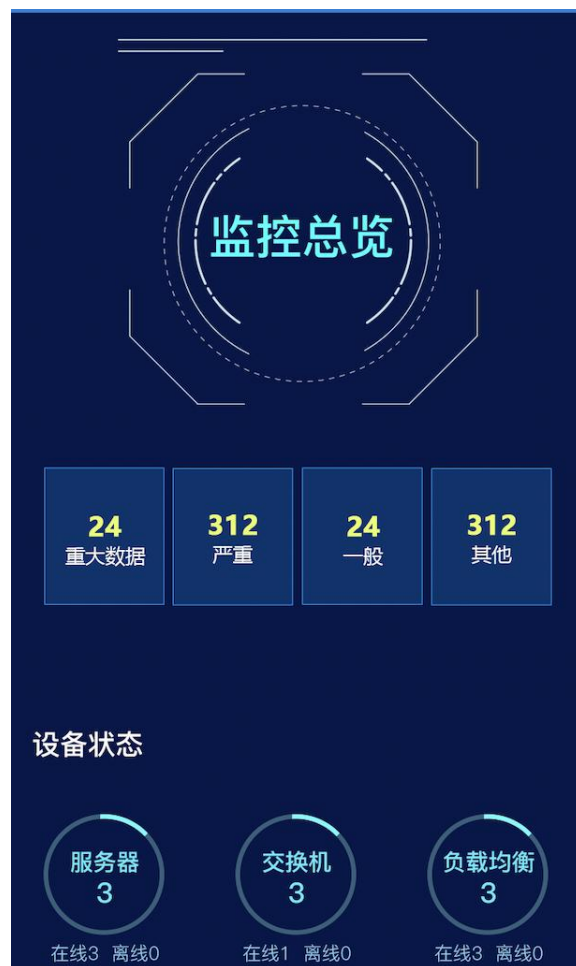 监控总览
24 312 24 312
重大数据 严重 一般 其他
设备状态
服务器 交换机 负载均衡
3 3 3
在线3 离线0 在线1 离线0 在线3 离线0